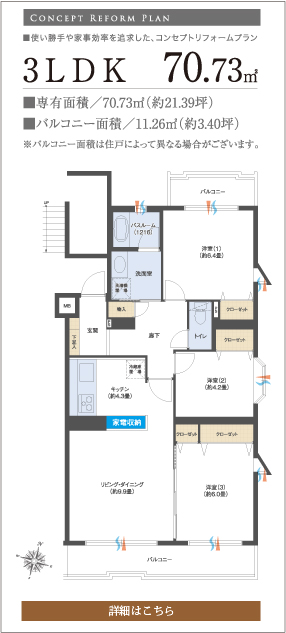 CONCEPT REFORM PLAN
■使い勝手や家事効率を追求した、コンセプトリフォームプラン
3LDK 70.73㎡
■専有面積／70.73㎡（約21.39坪）
■バルコニー面積／11.26㎡（約3.40坪）
※バルコニー面積は住戸によって異なる場合がございます。
バルコニー
UP
バスルーム
（1216）
洋室（1）
（約6.4畳）
洗面室
洗濯機
置 場
MB
物入
クローゼット
玄関
廊下
トイレ
下足入
クローゼット
冷蔵庫
置 場
キッチン
（約4.3畳）
洋室（2）
（約4.2畳）
家電収納
クローゼット
クローゼット
リビング・ダイニング
（約9.9畳）
洋室（3）
（約6.0畳）
バルコニー
詳細はこちら